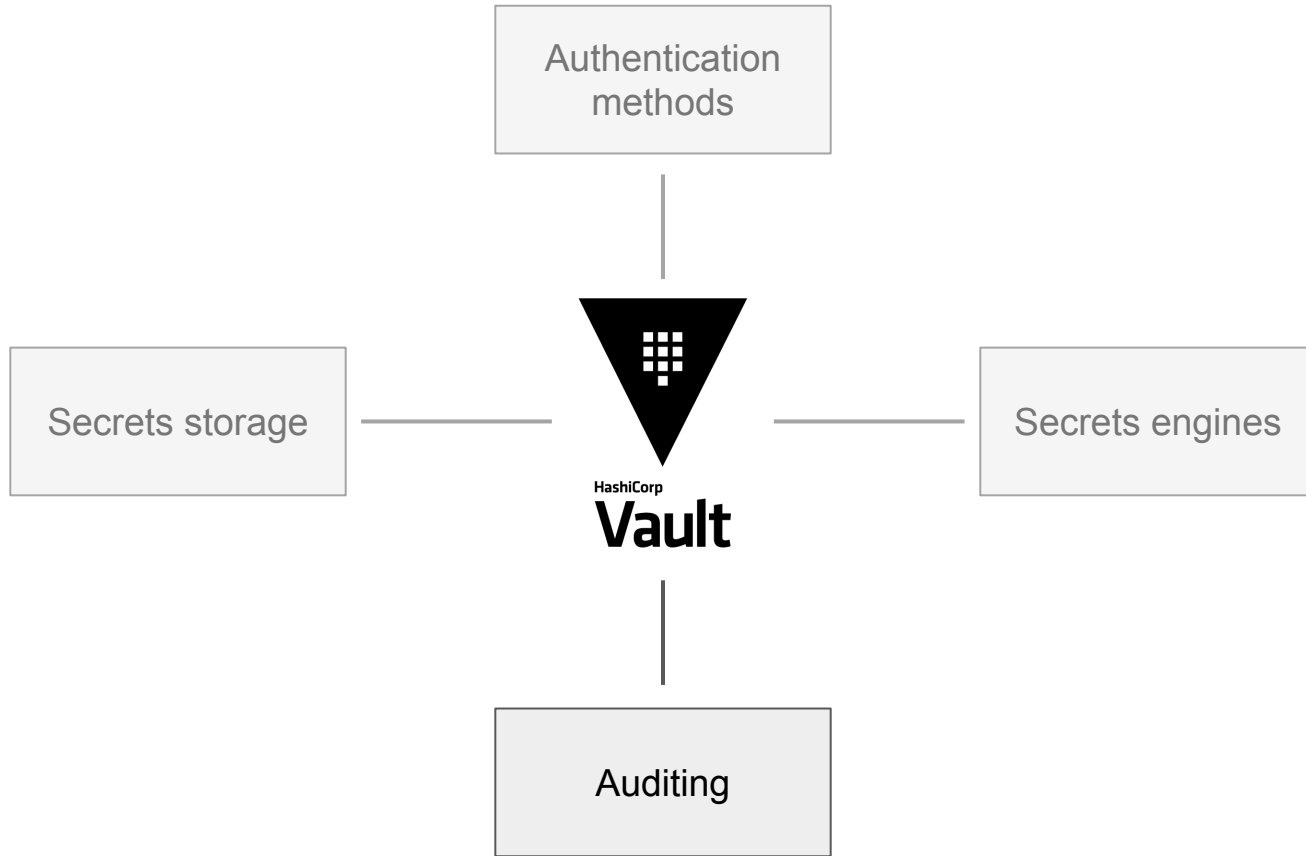 Authentication
methods
Secrets storage
Secrets engines
HashiCorp
Vault
Auditing